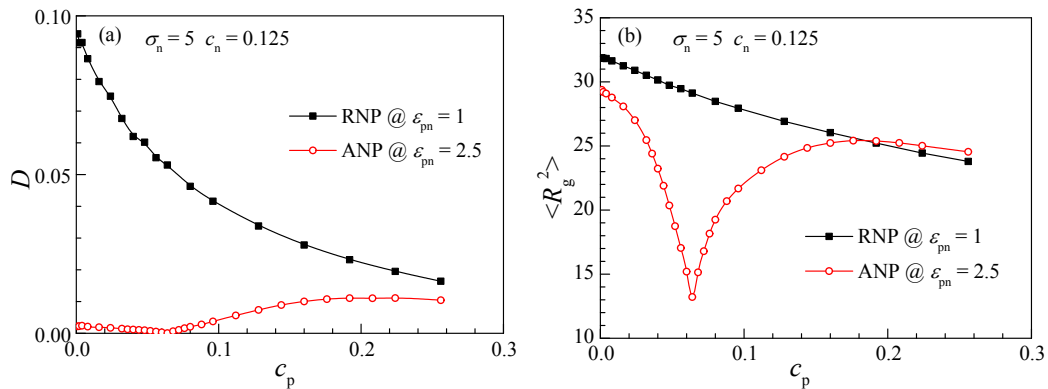 (a) σn = 5 cn = 0.125
0.10
0.05
0.00
D
RNP @ εpn = 1
ANP @ εpn = 2.5
0.0 0.1 0.2 0.3
cp
(b)
σn = 5 cn = 0.125
40
35
30
25
20
15
10
<Rg2>
RNP @ εpn = 1
ANP @ εpn = 2.5
0.0 0.1 0.2 0.3
cp